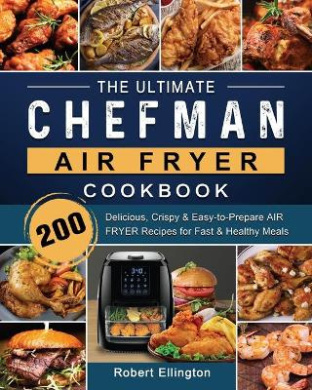 THE ULTIMATE
CHEFMAN
AIR FRYER
COOKBOOK
200
Delicious, Crispy & Easy-to-Prepare AIR
FRYER Recipes for Fast & Healthy Meals
Robert Ellington